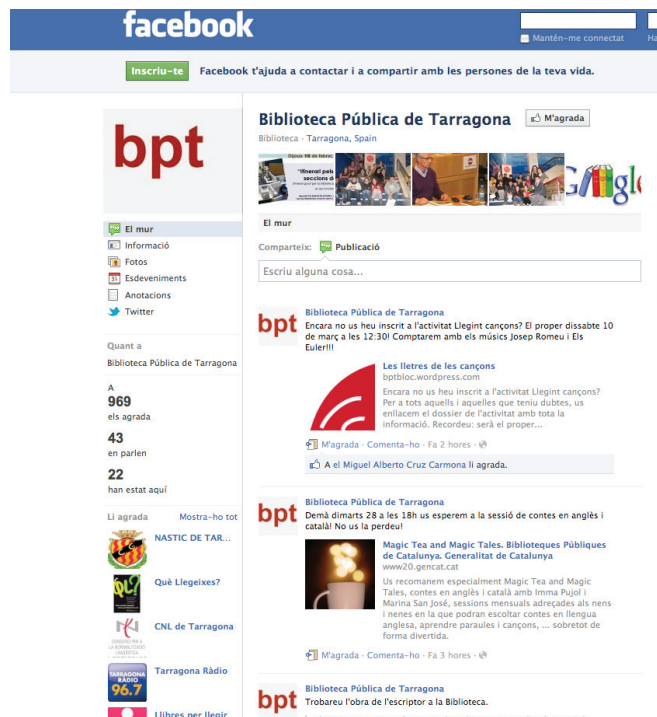 facebook
Mantén-me connectat
Inscriu-te
Facebook t'ajuda a contactar i a compartir amb les persones de la teva vida.
bpt
Biblioteca Pública de Tarragona
M'agrada
Biblioteca · Tarragona, Spain
El mur
Informació
Fotos
Esdeveniments
Anotacions
Twitter
Quant a
Biblioteca Pública de Tarragona
A
969
els agrada
43
en parlen
22
han estat aquí
Li agrada
Mostra-ho tot
NASTIC DE TAR...
Què Llegeixes?
CNL de Tarragona
TARRAGONA
RÀDIO
96.7
Tarragona Ràdio
Llibres per llegir
El mur
Comparteix:
Publicació
Escriu alguna cosa...
bpt
Biblioteca Pública de Tarragona
Encara no us heu inscrit a l'activitat Llegint cançons? El proper dissabte 10
de març a les 12:30! Comptarem amb els músics Josep Romeu i Els
Euler!!!
Les lletres de les cançons
bptbloc.wordpress.com
Encara no us heu inscrit a l'activitat Llegint cançons?
Per a tots aquells i aquelles que teniu dubtes, us
enllacem el dossier de l'activitat amb tota la
informació. Recordeu: serà el proper...
M'agrada · Comenta-ho · Fa 2 hores ·
A el Miguel Alberto Cruz Carmona li agrada.
bpt
Biblioteca Pública de Tarragona
Demà dimarts 28 a les 18h us esperem a la sessió de contes en anglès i
català! No us la perdeu!
Magic Tea and Magic Tales. Biblioteques Públiques
de Catalunya. Generalitat de Catalunya
www20.gencat.cat
Us recomanem especialment Magic Tea and Magic
Tales, contes en anglès i català amb Imma Pujol i
Marina San José, sessions mensuals adreçades als nens
i nenes en la que podran escoltar contes en llengua
anglesa, aprendre paraules i cançons, ... sobretot de
forma divertida.
M'agrada · Comenta-ho · Fa 3 hores ·
bpt
Biblioteca Pública de Tarragona
Trobareu l'obra de l'escriptor a la Biblioteca.